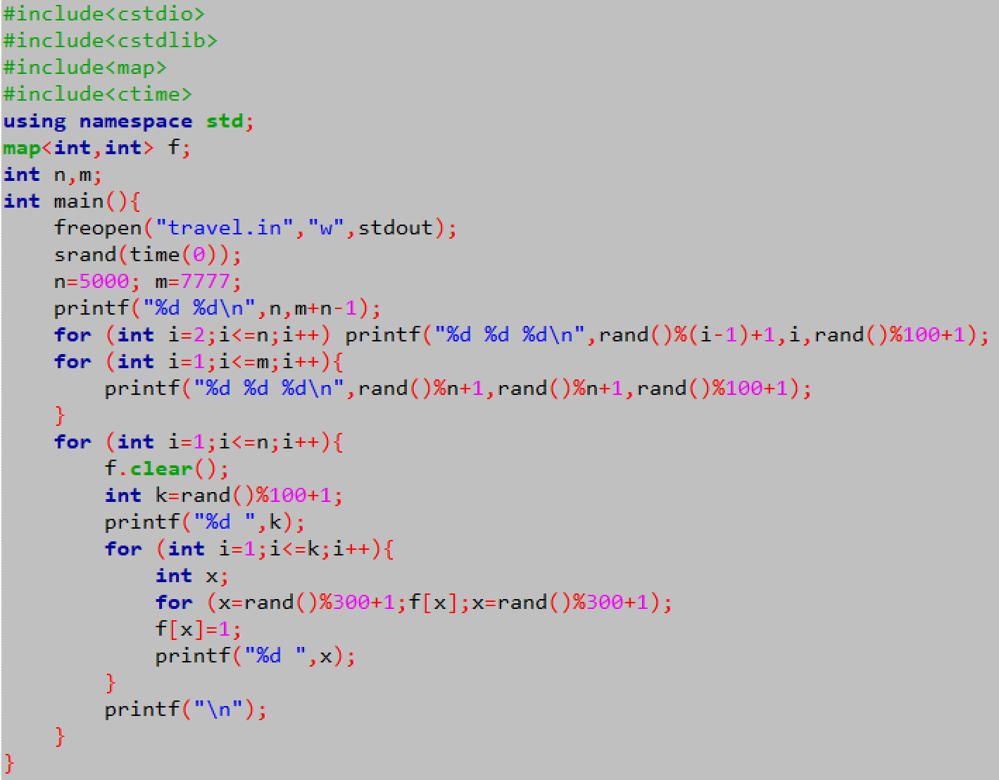 #include<cstdio>
#include<cstdlib>
#include<map>
#include<ctime>
using namespace std;
map<int,int> f;
int n,m;
int main(){
    freopen("travel.in","w",stdout);
    srand(time(0));
    n=5000; m=7777;
    printf("%d %d\n",n,m+n-1);
    for (int i=2;i<=n;i++) printf("%d %d %d\n",rand()%(i-1)+1,i,rand()%100+1);
    for (int i=1;i<=m;i++){
        printf("%d %d %d\n",rand()%n+1,rand()%n+1,rand()%100+1);
    }
    for (int i=1;i<=n;i++){
        f.clear();
        int k=rand()%100+1;
        printf("%d ",k);
        for (int i=1;i<=k;i++){
            int x;
            for (x=rand()%300+1;f[x];x=rand()%300+1);
            f[x]=1;
            printf("%d ",x);
        }
        printf("\n");
    }
}